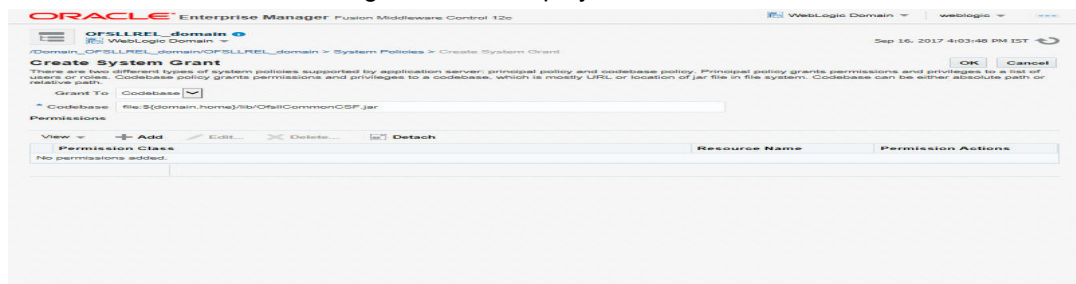 ORACLE Enterprise Manager Fusion Middleware Control 12c
WebLogic Domain weblogic
OFSLLREL_domain
WebLogic Domain
Sep 16, 2017 4:03:48 PM IST
/Domain_OFSLLREL_domain/OFSLLREL_domain > System Policies > Create System Grant
Create System Grant
OK Cancel
There are two different types of system policies supported by application server: principal policy and codebase policy. Principal policy grants permissions and privileges to a list of
users or roles. Codebase policy grants permissions and privileges to a codebase, which is mostly URL or location of jar file in file system. Codebase can be either absolute path or
relative path.
Grant To Codebase
* Codebase file:${domain.home}/lib/OfsllCommonCSF.jar
Permissions
View Add Edit... Delete... Detach
Permission Class Resource Name Permission Actions
No permissions added.